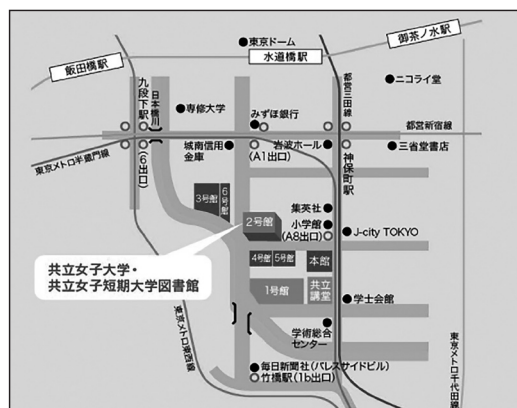 東京ドーム
御茶ノ水駅
水道橋駅
飯田橋駅
九段下駅
(6出口)
日本橋川
都営三田線
ニコライ堂
専修大学
みずほ銀行
都営新宿線
城南信用
金庫
(A1出口)
岩波ホール
神保町駅
三省堂書店
東京メトロ半蔵門線
3号館
6号館
集英社
小学館
(A8出口)
2号館
J-city TOKYO
共立女子大学・
共立女子短期大学図書館
4号館
5号館
本館
1号館
共立
講堂
学士会館
学術総合
センター
東京メトロ東西線
毎日新聞社(パレスサイドビル)
竹橋駅(1b出口)
東京メトロ千代田線